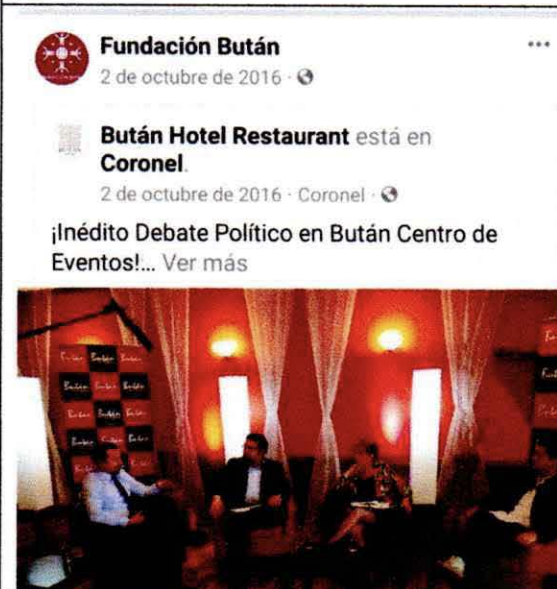 Fundación Bután
2 de octubre de 2016 ·
Bután Hotel Restaurant está en
Coronel.
2 de octubre de 2016 · Coronel ·
¡Inédito Debate Político en Bután Centro de
Eventos!... Ver más